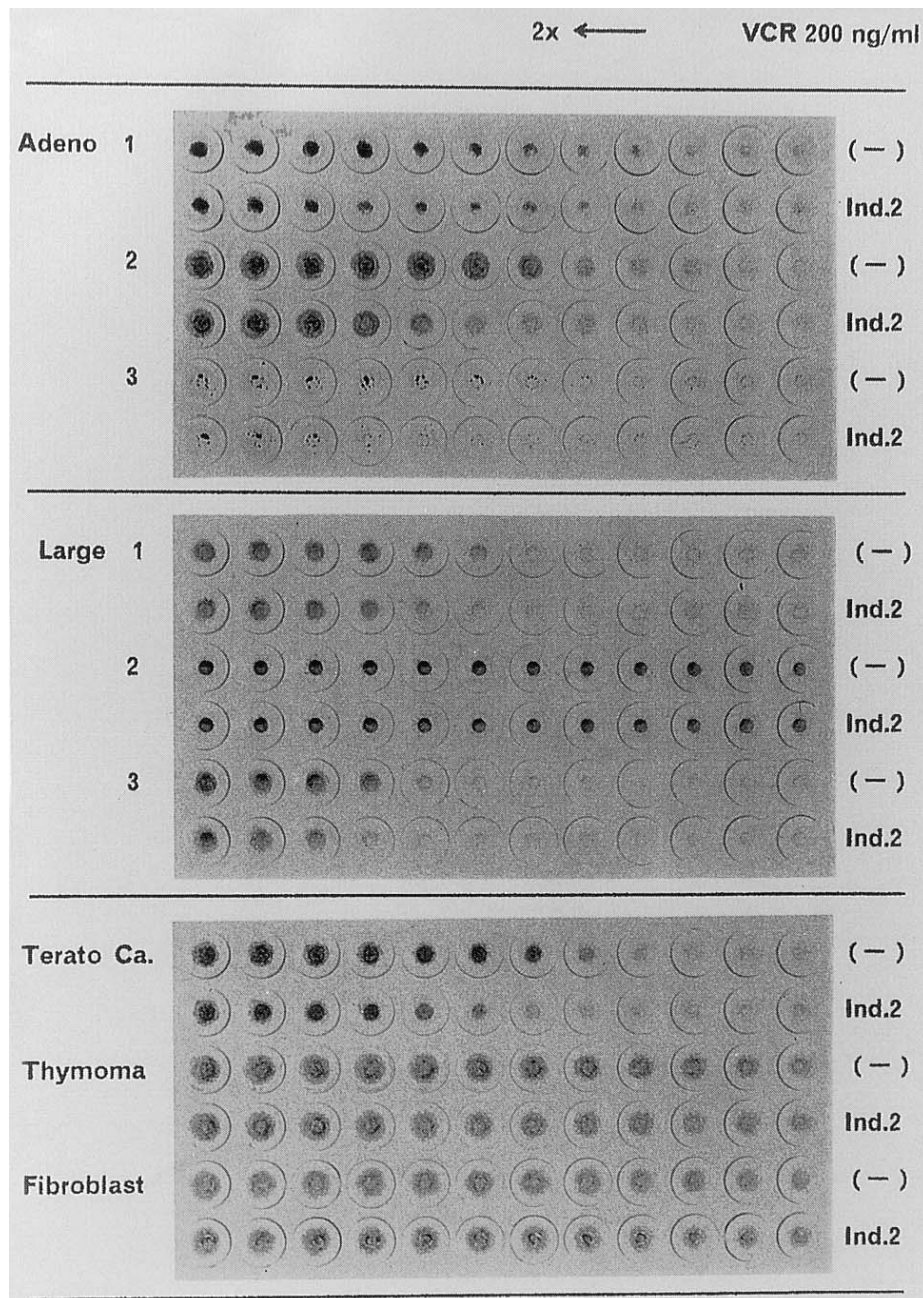 2x ← VCR 200 ng/ml
Adeno 1 (−)
Ind.2
2 (−)
Ind.2
3 (−)
Ind.2
Large 1 (−)
Ind.2
2 (−)
Ind.2
3 (−)
Ind.2
Terato Ca. (−)
Ind.2
Thymoma (−)
Ind.2
Fibroblast (−)
Ind.2